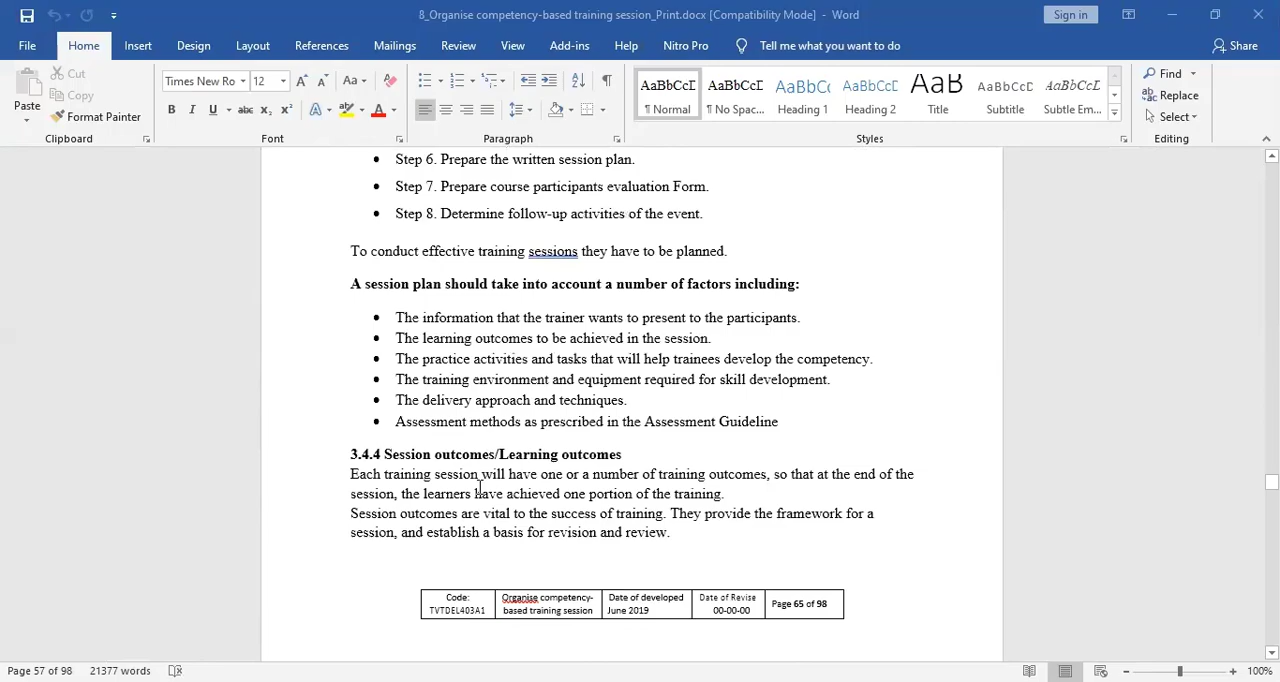 8_Organise competency-based training session_Print.docx [Compatibility Mode] - Word
Sign in
File Home Insert Design Layout References Mailings Review View Add-ins Help Nitro Pro Tell me what you want to do Share
Paste
Cut
Copy
Format Painter
Clipboard
Times New Ro 12
Font
Paragraph
AaBbCcI AaBbCcI AaBbCc AaBbCcI AaB AaBbCcD AaBbCcD
¶ Normal ¶ No Spac... Heading 1 Heading 2 Title Subtitle Subtle Em...
Styles
Find
Replace
Select
Editing
• Step 6. Prepare the written session plan.
• Step 7. Prepare course participants evaluation Form.
• Step 8. Determine follow-up activities of the event.
To conduct effective training sessions they have to be planned.
A session plan should take into account a number of factors including:
• The information that the trainer wants to present to the participants.
• The learning outcomes to be achieved in the session.
• The practice activities and tasks that will help trainees develop the competency.
• The training environment and equipment required for skill development.
• The delivery approach and techniques.
• Assessment methods as prescribed in the Assessment Guideline
3.4.4 Session outcomes/Learning outcomes
Each training session will have one or a number of training outcomes, so that at the end of the
session, the learners have achieved one portion of the training.
Session outcomes are vital to the success of training. They provide the framework for a
session, and establish a basis for revision and review.
Code: Organise competency- Date of developed Date of Revise Page 65 of 98
TVTDEL403A1 based training session June 2019 00-00-00
Page 57 of 98 21377 words 100%